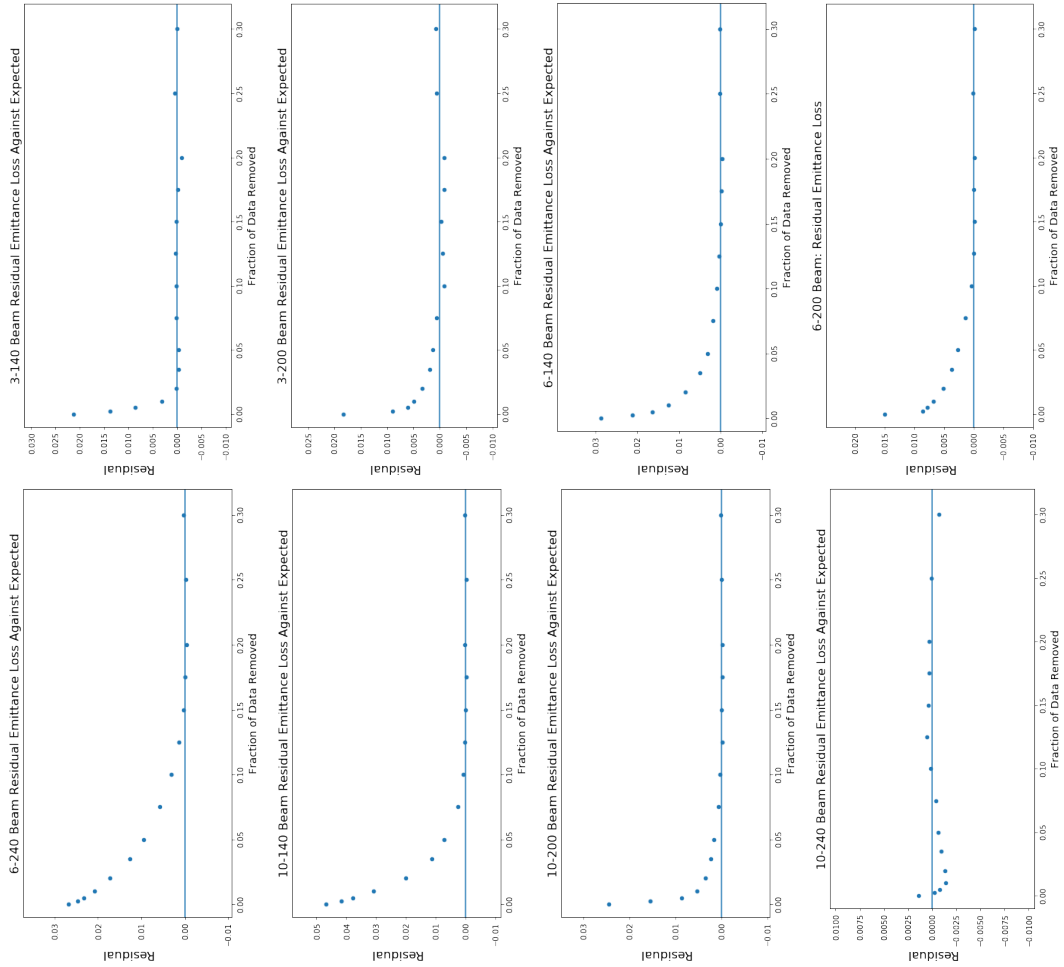 6-240 Beam Residual Emittance Loss Against Expected
0.03
0.02
0.01
0.00
−0.01
Residual
0.00 0.05 0.10 0.15 0.20 0.25 0.30
Fraction of Data Removed
3-140 Beam Residual Emittance Loss Against Expected
0.030
0.025
0.020
0.015
0.010
0.005
0.000
−0.005
−0.010
Residual
0.00 0.05 0.10 0.15 0.20 0.25 0.30
Fraction of Data Removed
10-140 Beam Residual Emittance Loss Against Expected
0.05
0.04
0.03
0.02
0.01
0.00
−0.01
Residual
0.00 0.05 0.10 0.15 0.20 0.25 0.30
Fraction of Data Removed
3-200 Beam Residual Emittance Loss Against Expected
0.025
0.020
0.015
0.010
0.005
0.000
−0.005
−0.010
Residual
0.00 0.05 0.10 0.15 0.20 0.25 0.30
Fraction of Data Removed
10-200 Beam Residual Emittance Loss Against Expected
0.03
0.02
0.01
0.00
−0.01
Residual
0.00 0.05 0.10 0.15 0.20 0.25 0.30
Fraction of Data Removed
6-140 Beam Residual Emittance Loss Against Expected
0.03
0.02
0.01
0.00
−0.01
Residual
0.00 0.05 0.10 0.15 0.20 0.25 0.30
Fraction of Data Removed
10-240 Beam Residual Emittance Loss Against Expected
0.0100
0.0075
0.0050
0.0025
0.0000
−0.0025
−0.0050
−0.0075
−0.0100
Residual
0.00 0.05 0.10 0.15 0.20 0.25 0.30
Fraction of Data Removed
6-200 Beam: Residual Emittance Loss
0.020
0.015
0.010
0.005
0.000
−0.005
−0.010
Residual
0.00 0.05 0.10 0.15 0.20 0.25 0.30
Fraction of Data Removed